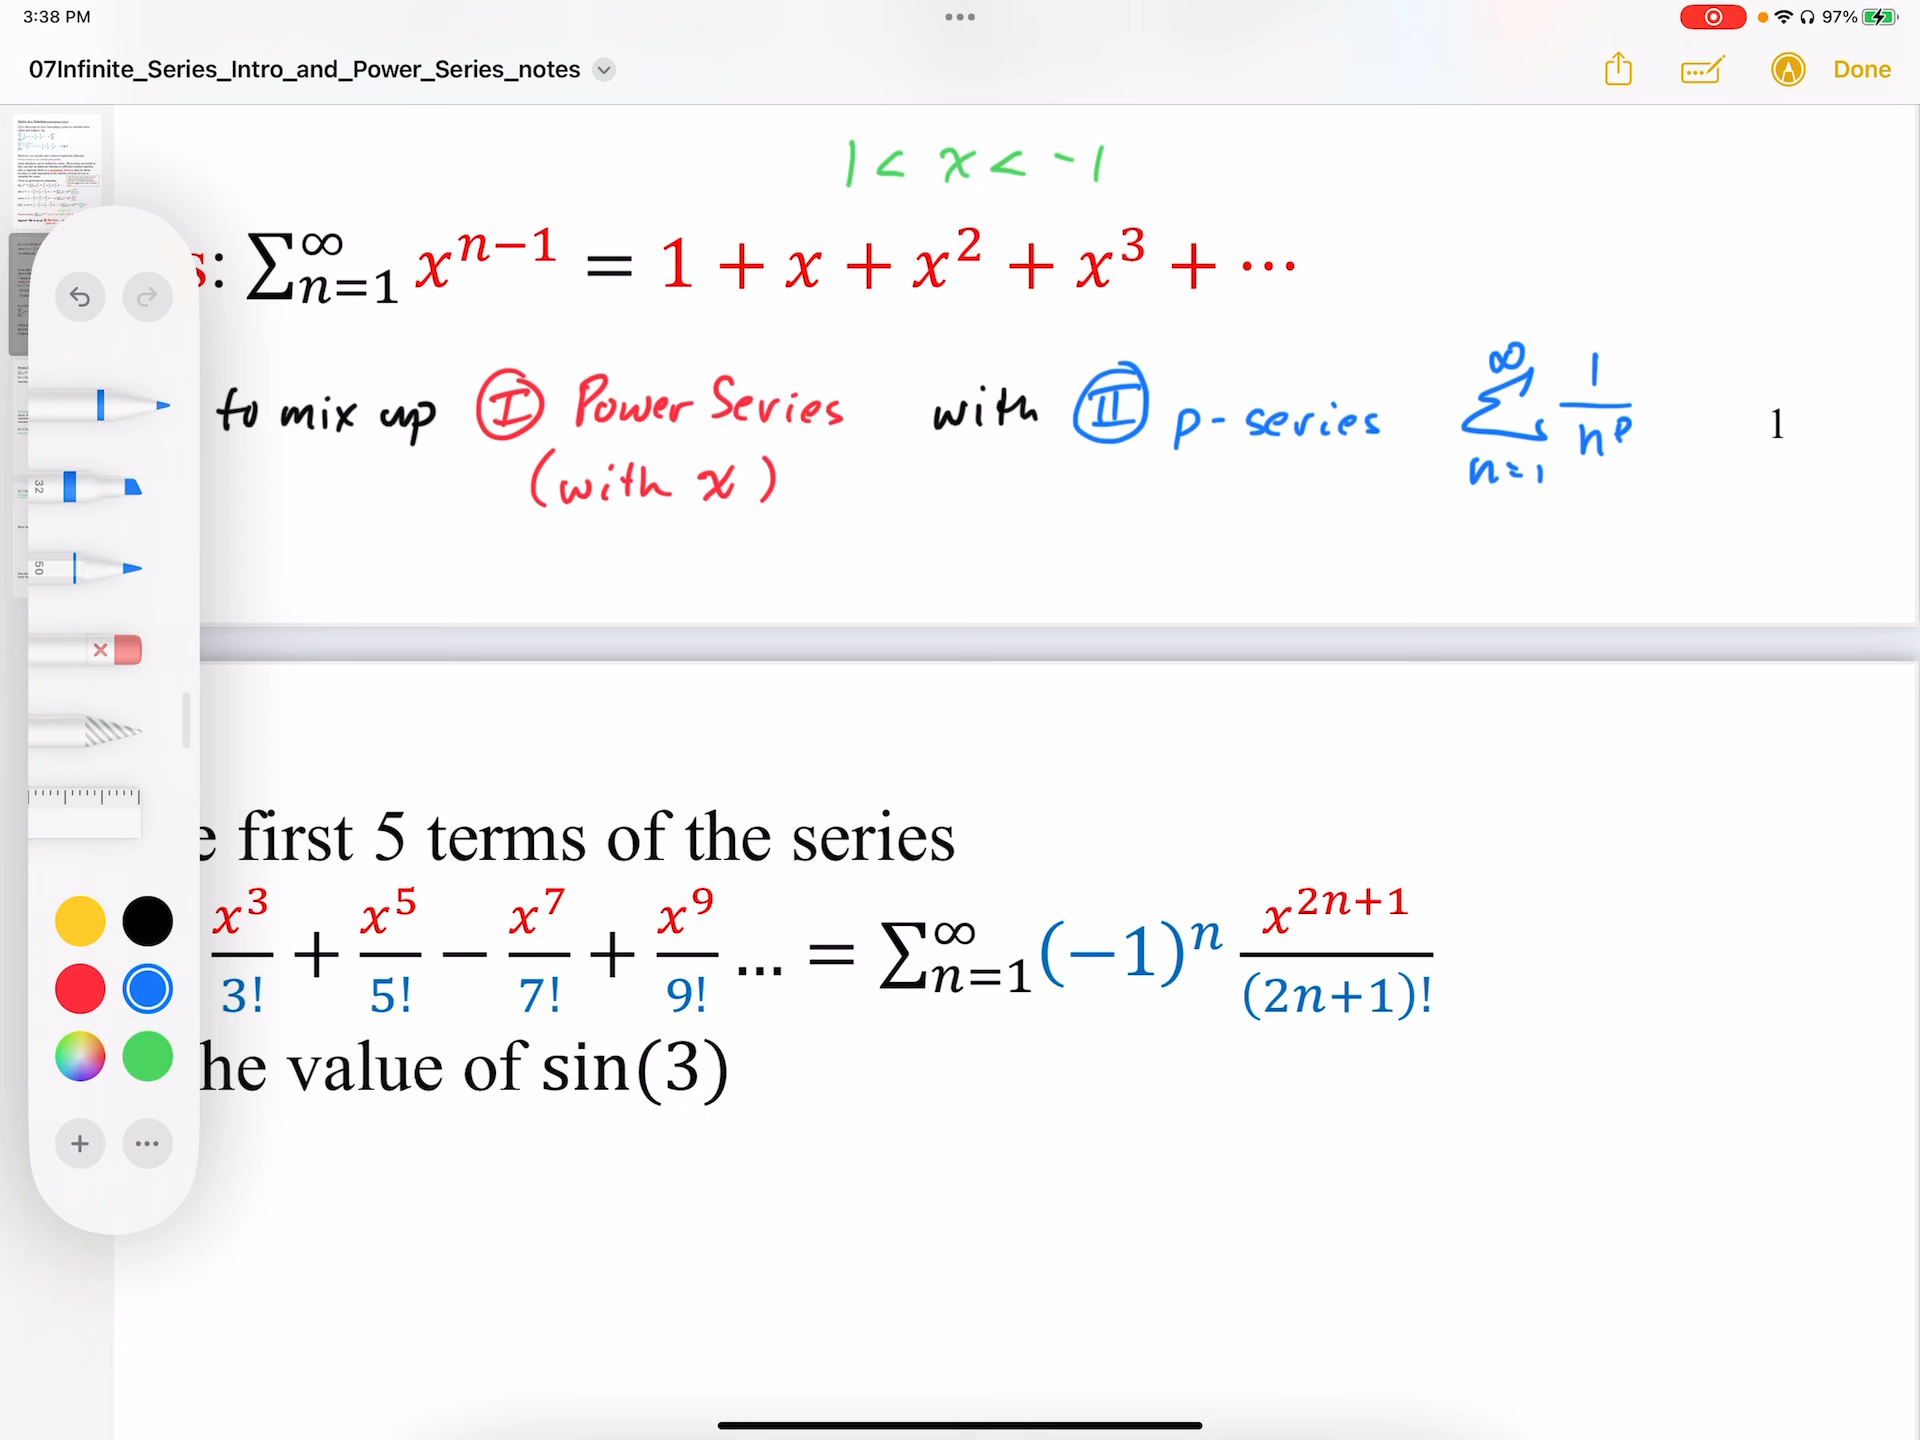 3:38 PM
97%
07Infinite_Series_Intro_and_Power_Series_notes
Done
1 < x < -1
s: ∑_{n=1}^{∞} x^{n−1} = 1 + x + x^2 + x^3 + ⋯
to mix up Ⓘ Power Series with Ⓘ​Ⓘ p-series ∑_{n=1}^{∞} 1/n^p
(with x)
1
32
50
e first 5 terms of the series
x^3/3! + x^5/5! − x^7/7! + x^9/9! ... = ∑_{n=1}^{∞} (−1)^n x^{2n+1}/(2n+1)!
he value of sin(3)